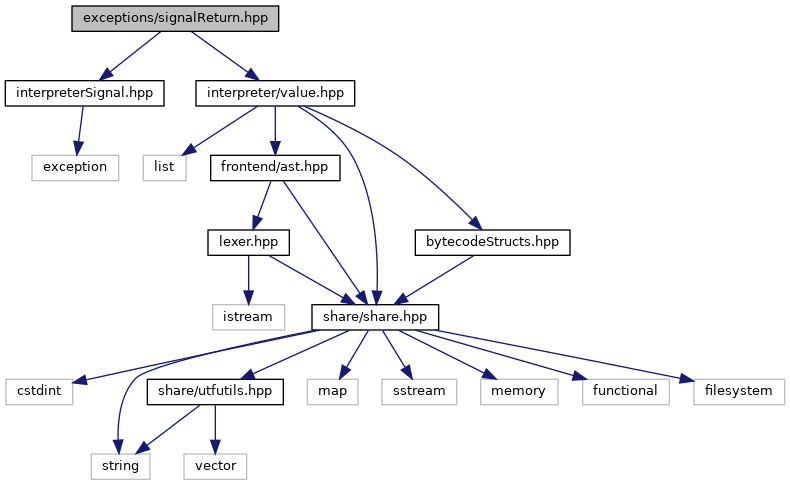 exceptions/signalReturn.hpp
interpreterSignal.hpp
interpreter/value.hpp
exception
list
frontend/ast.hpp
lexer.hpp
bytecodeStructs.hpp
istream
share/share.hpp
cstdint
share/utfutils.hpp
map
sstream
memory
functional
filesystem
string
vector